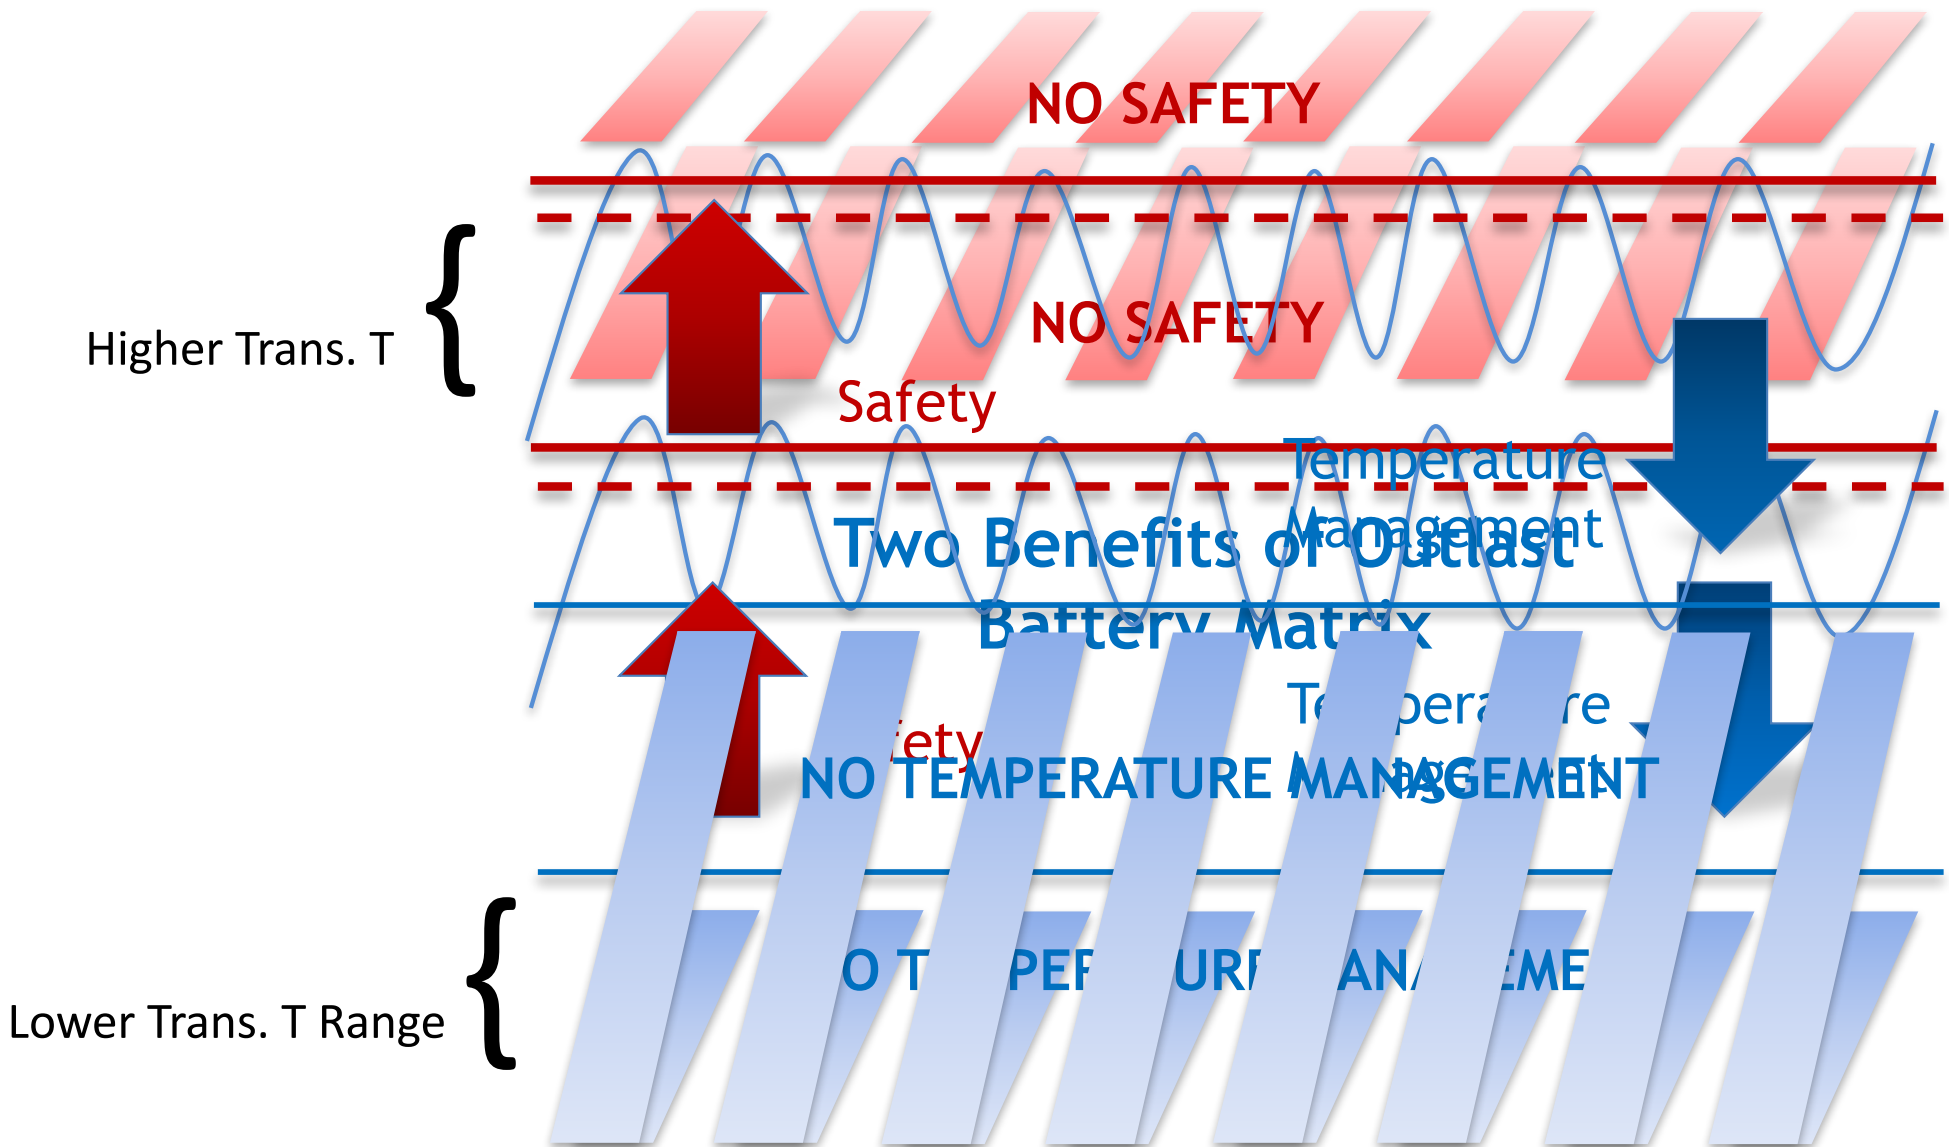 NO SAFETY
NO SAFETY
Higher Trans. T
Safety
Temperature
Management
Two Benefits of Outlast
Battery Matrix
Temperature
NO TEMPERATURE MANAGEMENT
Lower Trans. T Range